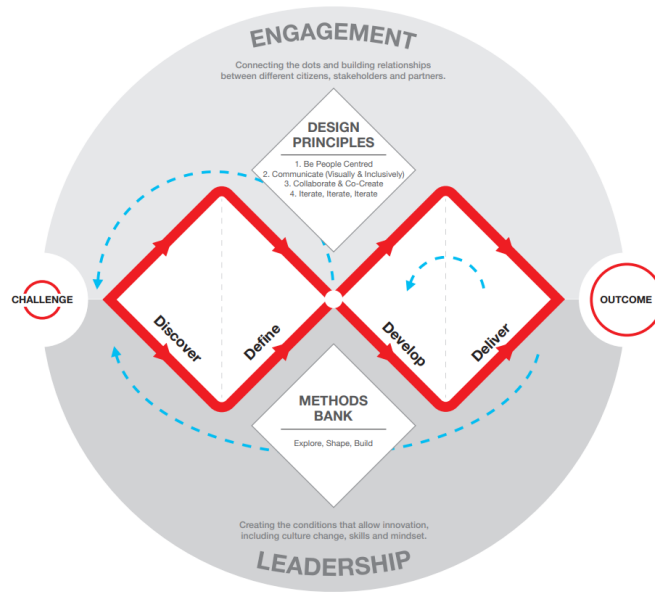 ENGAGEMENT
Connecting the dots and building relationships
between different citizens, stakeholders and partners.
DESIGN
PRINCIPLES
1. Be People Centred
2. Communicate (Visually & Inclusively)
3. Collaborate & Co-Create
4. Iterate, Iterate, Iterate
CHALLENGE
OUTCOME
Discover
Define
Develop
Deliver
METHODS
BANK
Explore, Shape, Build
Creating the conditions that allow innovation,
including culture change, skills and mindset.
LEADERSHIP